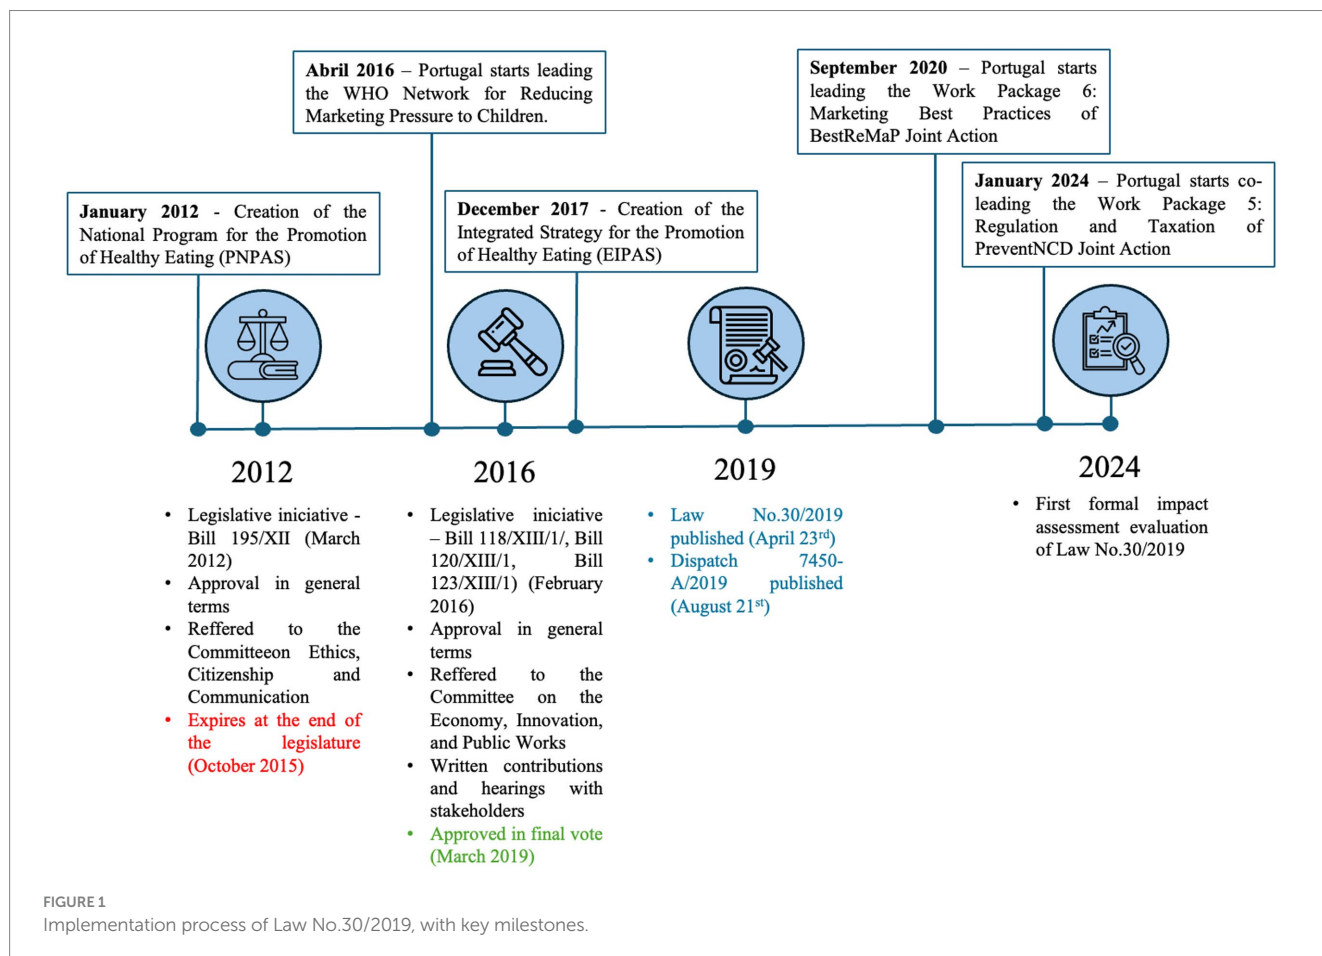 Abril 2016 – Portugal starts leading
the WHO Network for Reducing
Marketing Pressure to Children.
September 2020 – Portugal starts
leading the Work Package 6:
Marketing Best Practices of
BestReMaP Joint Action
January 2012 - Creation of the
National Program for the Promotion
of Healthy Eating (PNPAS)
December 2017 - Creation of the
Integrated Strategy for the Promotion
of Healthy Eating (EIPAS)
January 2024 – Portugal starts co-
leading the Work Package 5:
Regulation and Taxation of
PreventNCD Joint Action
2012
• Legislative iniciative -
Bill 195/XII (March
2012)
• Approval in general
terms
• Reffered to the
Committeeon Ethics,
Citizenship and
Communication
• Expires at the end of
the legislature
(October 2015)
2016
• Legislative iniciative
– Bill 118/XIII/1/, Bill
120/XIII/1, Bill
123/XIII/1) (February
2016)
• Approval in general
terms
• Reffered to the
Committee on the
Economy, Innovation,
and Public Works
• Written contributions
and hearings with
stakeholders
• Approved in final vote
(March 2019)
2019
• Law No.30/2019
published (April 23rd)
• Dispatch 7450-
A/2019 published
(August 21st)
2024
• First formal impact
assessment evaluation
of Law No.30/2019
FIGURE 1
Implementation process of Law No.30/2019, with key milestones.